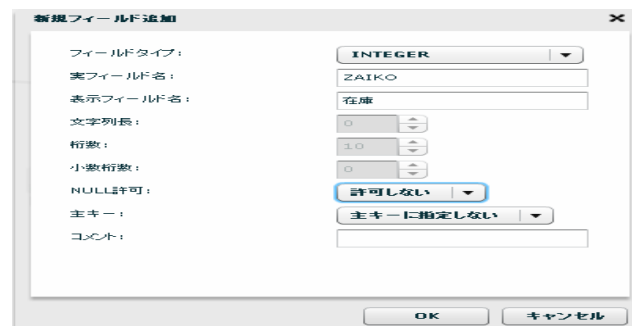 新規フィールド追加 ×
フィールドタイプ： INTEGER
実フィールド名： ZAIKO
表示フィールド名： 在庫
文字列長： 0
桁数： 10
小数桁数： 0
NULL許可： 許可しない
主キー： 主キーに指定しない
コメント：
OK キャンセル